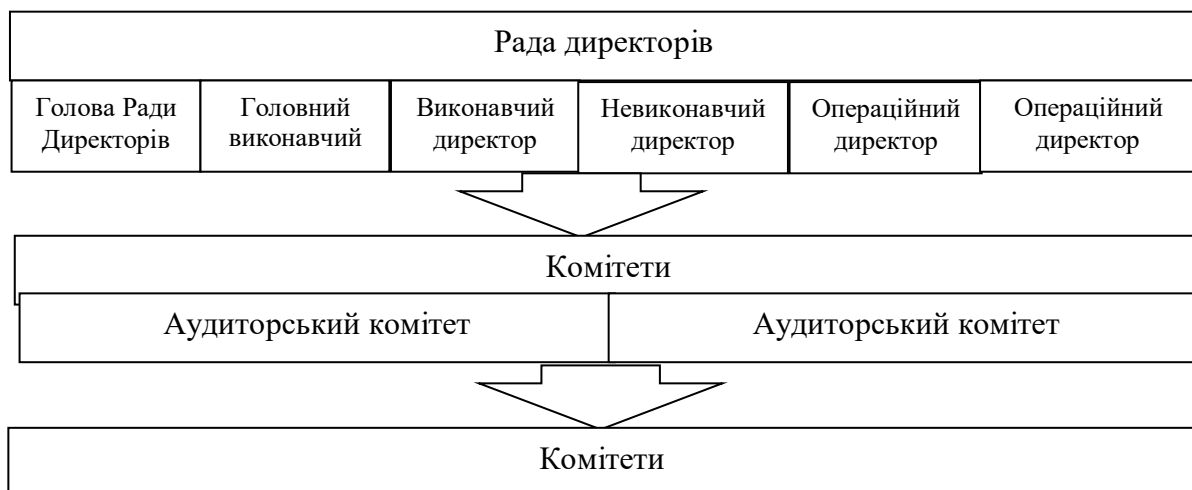 Рада директорів
Голова Ради
Директорів
Головний
виконавчий
Виконавчий
директор
Невиконавчий
директор
Операційний
директор
Операційний
директор
Комітети
Аудиторський комітет
Аудиторський комітет
Комітети